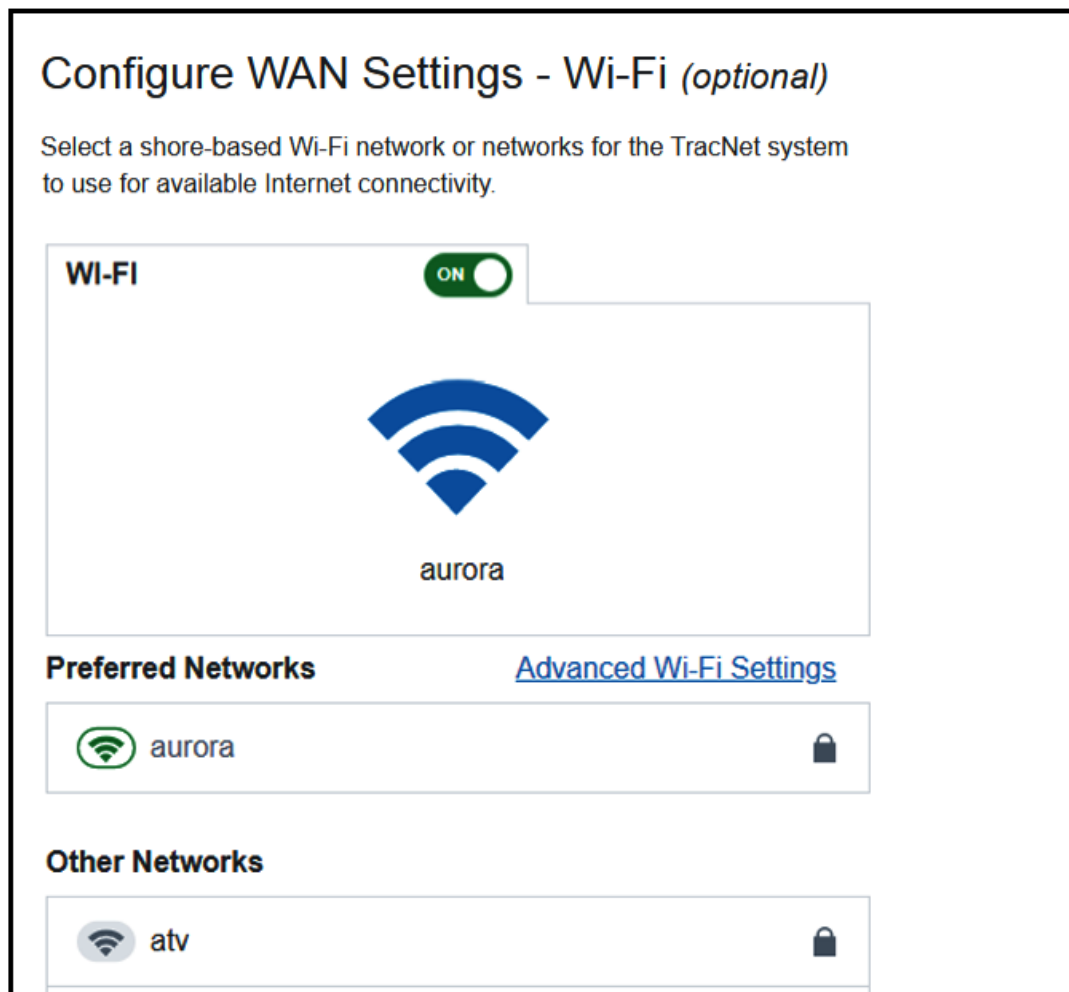 Configure WAN Settings - Wi-Fi (optional)
Select a shore-based Wi-Fi network or networks for the TracNet system
to use for available Internet connectivity.
WI-FI
ON
aurora
Preferred Networks
Advanced Wi-Fi Settings
aurora
Other Networks
atv